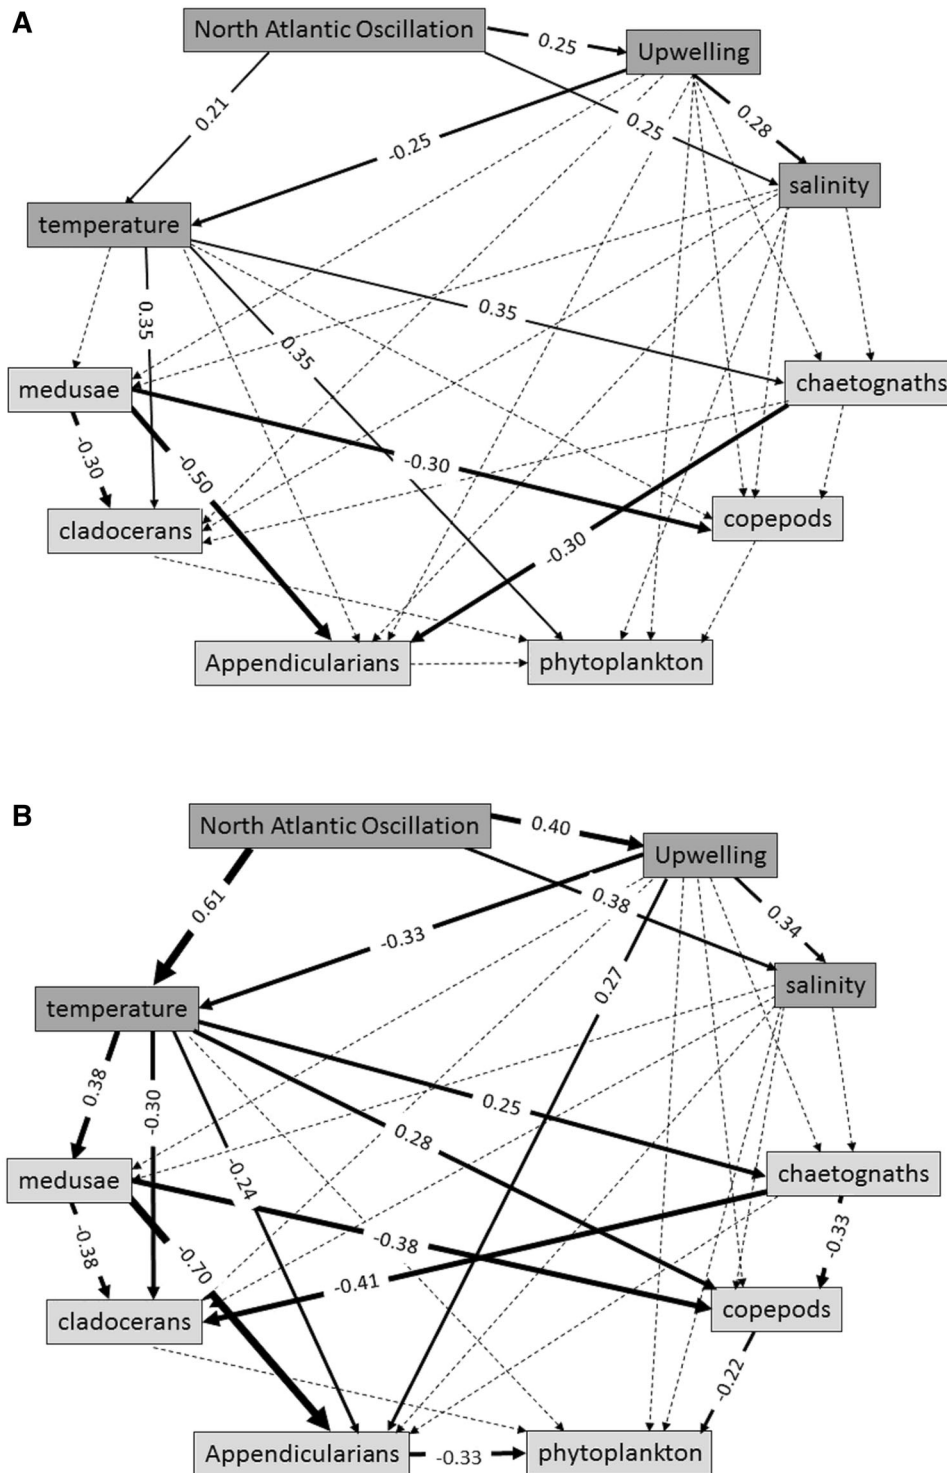 A
North Atlantic Oscillation
0.25
Upwelling
0.21
-0.25
0.25
0.28
salinity
temperature
0.35
0.35
0.35
medusae
chaetognaths
-0.30
-0.50
-0.30
cladocerans
copepods
-0.30
Appendicularians
phytoplankton
B
North Atlantic Oscillation
0.40
Upwelling
0.61
-0.33
0.38
0.34
0.27
salinity
temperature
0.38
-0.30
0.25
0.28
-0.24
medusae
chaetognaths
-0.38
-0.70
-0.38
-0.33
-0.41
cladocerans
copepods
-0.22
Appendicularians
-0.33
phytoplankton